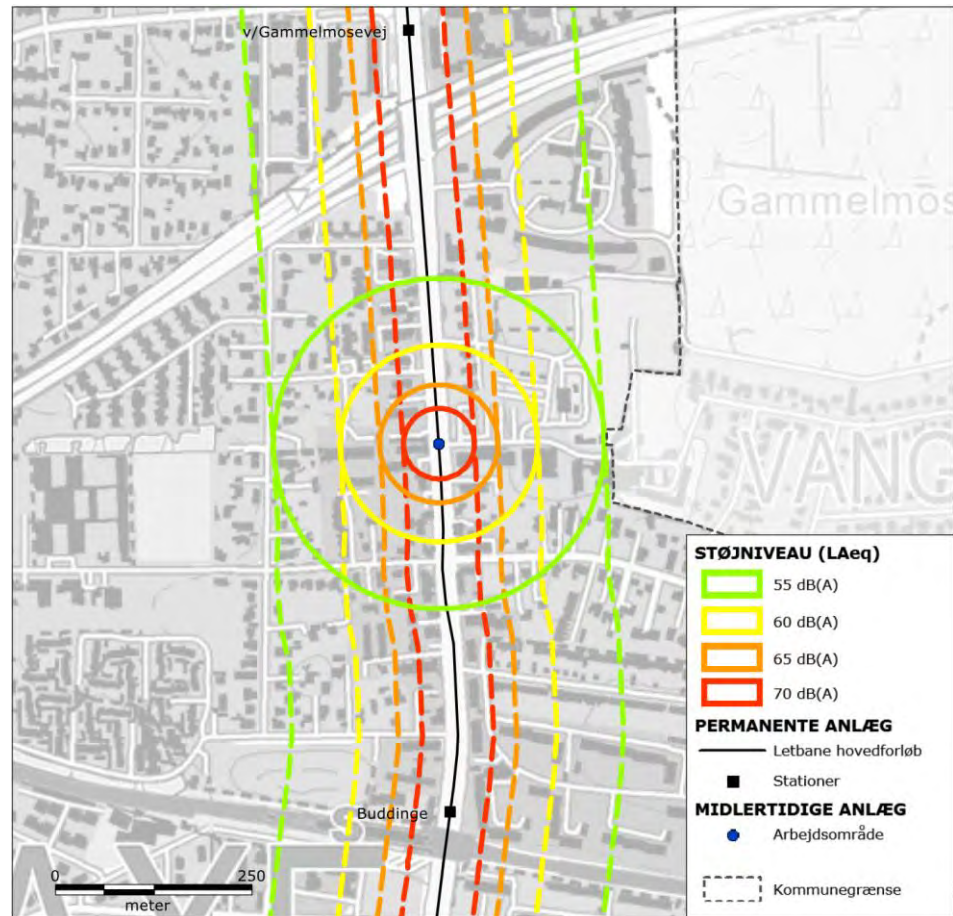 v/Gammelmosevej
Gammelmos
VANG
STØJNIVEAU (LAeq)
55 dB(A)
60 dB(A)
65 dB(A)
70 dB(A)
PERMANENTE ANLÆG
Letbane hovedforløb
Stationer
MIDLERTIDIGE ANLÆG
Arbejdsområde
Kommunegrænse
Buddinge
S
0 250
meter